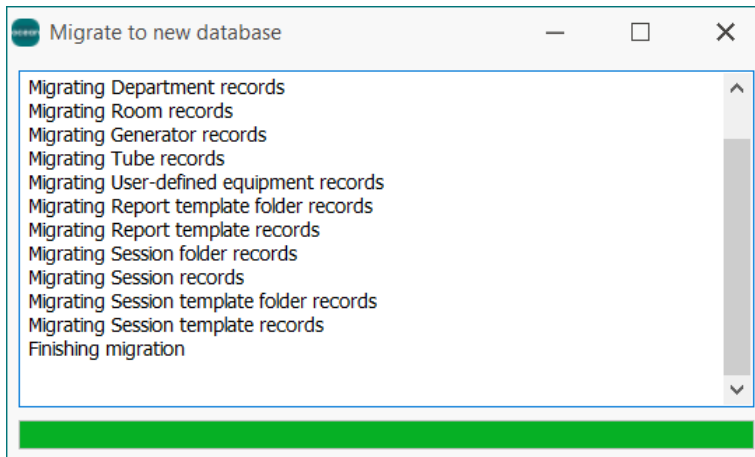 ocean
Migrate to new database
Migrating Department records
Migrating Room records
Migrating Generator records
Migrating Tube records
Migrating User-defined equipment records
Migrating Report template folder records
Migrating Report template records
Migrating Session folder records
Migrating Session records
Migrating Session template folder records
Migrating Session template records
Finishing migration